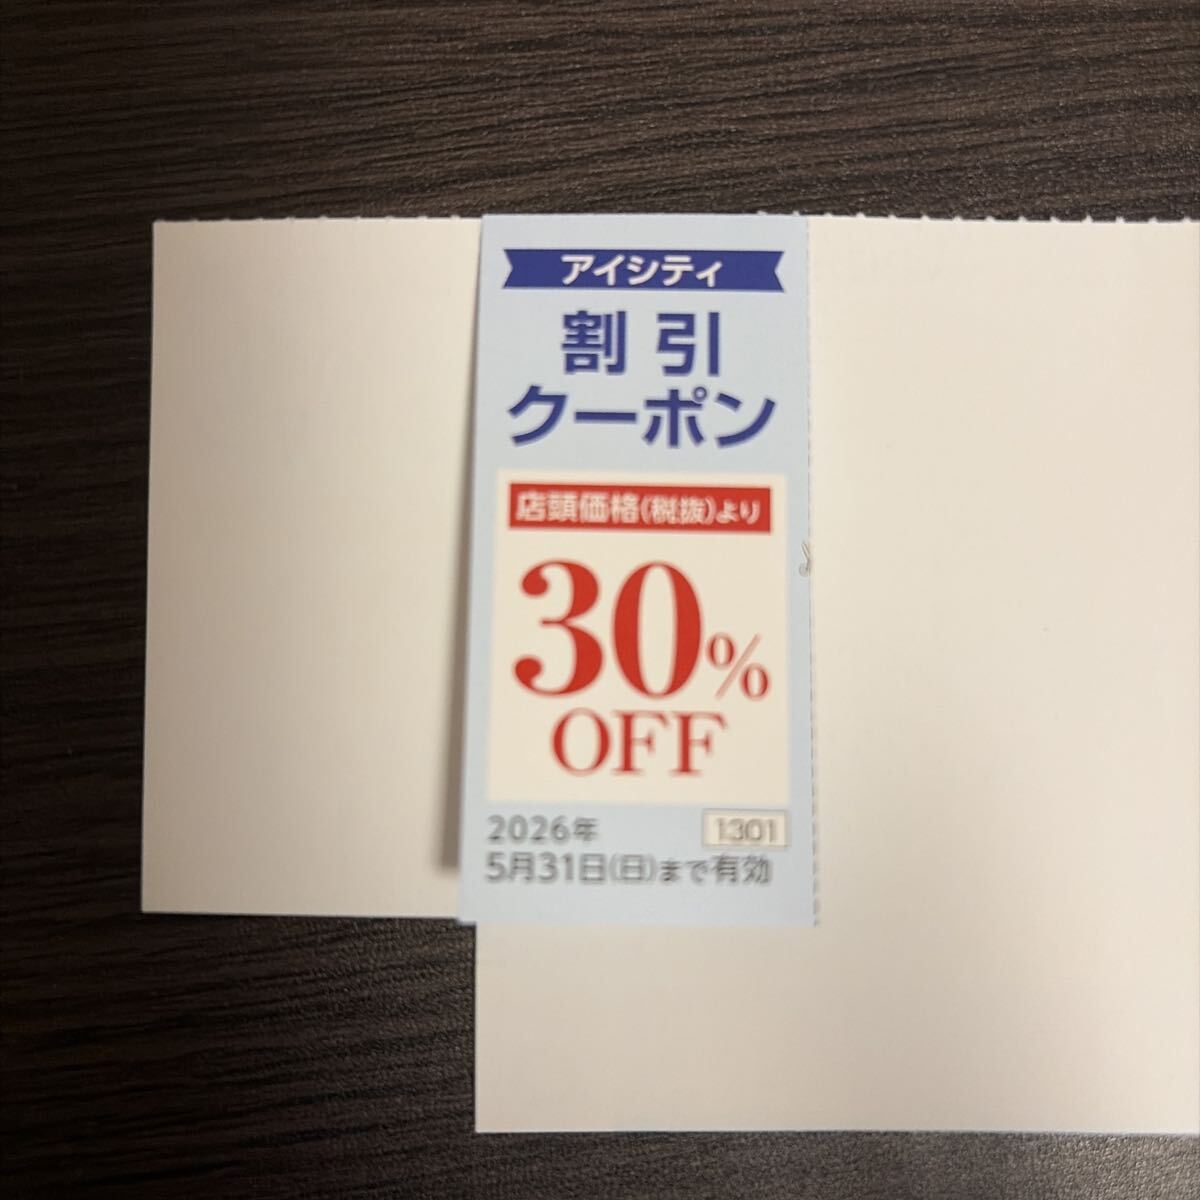 アイシティ
割引
クーポン
店頭価格(税抜)より
30%
OFF
2026年
1301
5月31日(日)まで有効